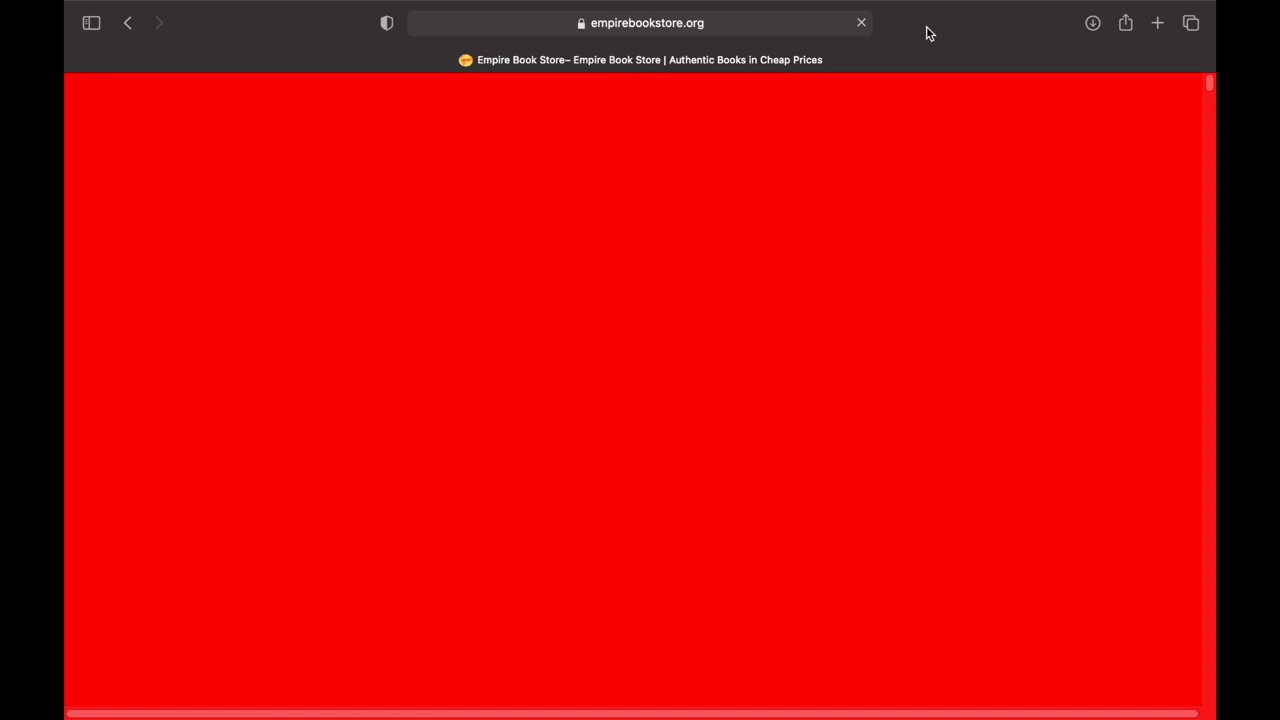 empirebookstore.org
Empire Book Store– Empire Book Store | Authentic Books in Cheap Prices